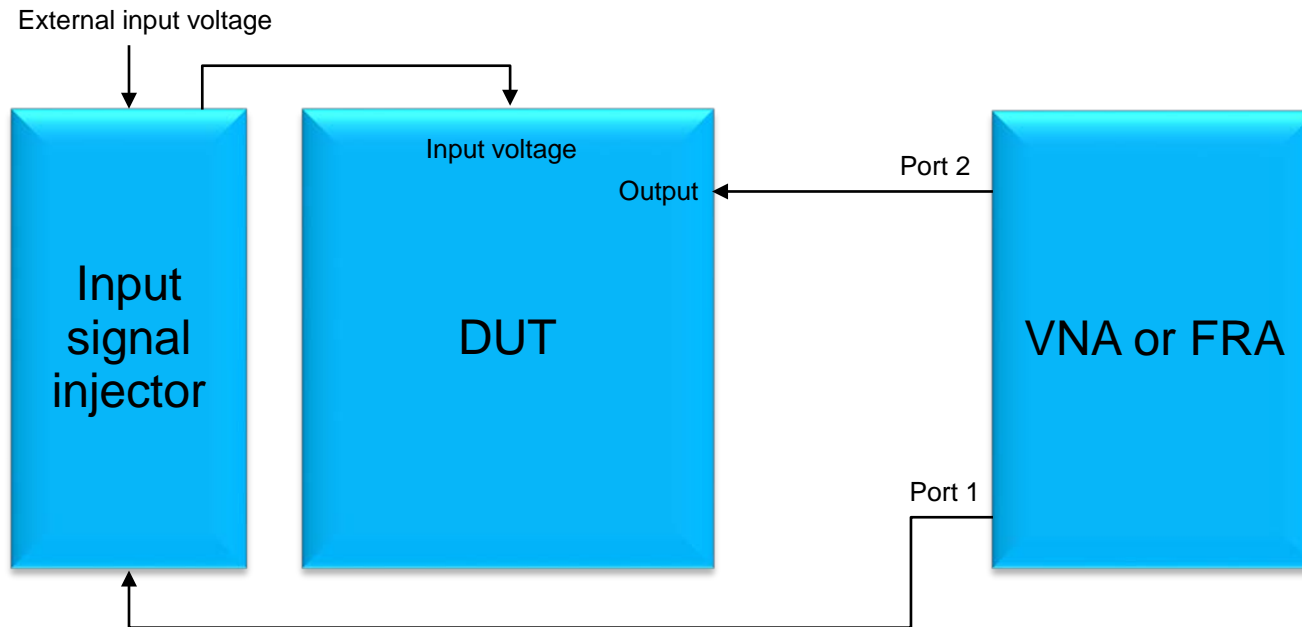 External input voltage
Input voltage
Output
Port 2
Input
signal
injector
DUT
VNA or FRA
Port 1